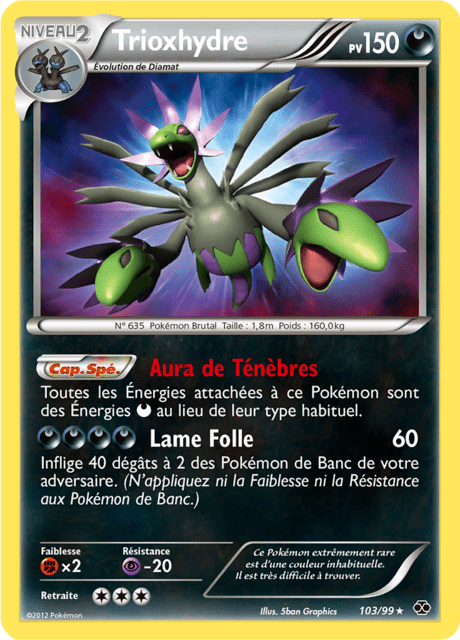 NIVEAU2
Trioxhydre
PV150
Évolution de Diamat
N° 635 Pokémon Brutal Taille : 1,8m Poids : 160,0kg
Cap. Spé. Aura de Ténèbres
Toutes les Énergies attachées à ce Pokémon sont
des Énergies au lieu de leur type habituel.
Lame Folle 60
Inflige 40 dégâts à 2 des Pokémon de Banc de votre
adversaire. (N'appliquez ni la Faiblesse ni la Résistance
aux Pokémon de Banc.)
Faiblesse Résistance
×2 -20
Retraite
Ce Pokémon extrêmement rare
est d'une couleur inhabituelle.
Il est très difficile à trouver.
©2012 Pokémon
Illus. 5ban Graphics
103/99 ★